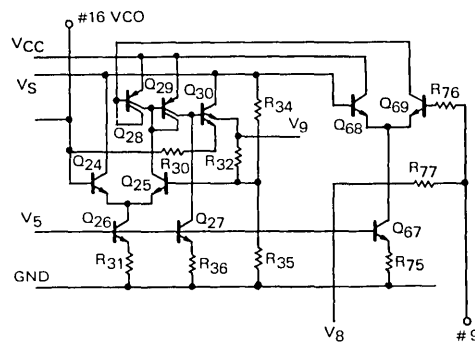 #16 VCO
VCC
VS
Q29
Q30
Q28
R34
Q68
Q69
R76
V9
R30
R32
Q24
Q25
R77
V5
Q26
Q27
Q67
R31
R36
R35
R75
GND
V8
#9